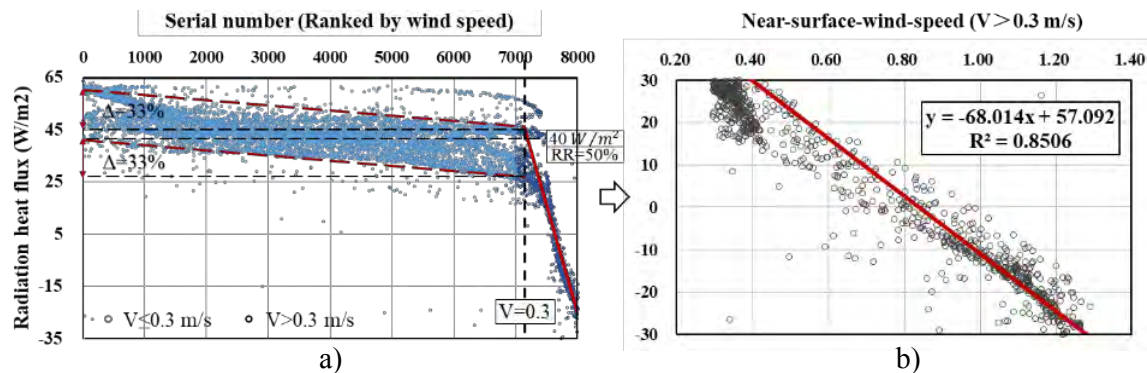 Serial number (Ranked by wind speed)
0 1000 2000 3000 4000 5000 6000 7000 8000
Radiation heat flux (W/m2)
65
45
25
5
-15
-35
Δ=33%
Δ=33%
40 W/m²
RR=50%
V=0.3
V≤0.3 m/s V>0.3 m/s
a)
Near-surface-wind-speed (V>0.3 m/s)
0.20 0.40 0.60 0.80 1.00 1.20 1.40
30
20
10
0
-10
-20
-30
y = -68.014x + 57.092
R² = 0.8506
b)